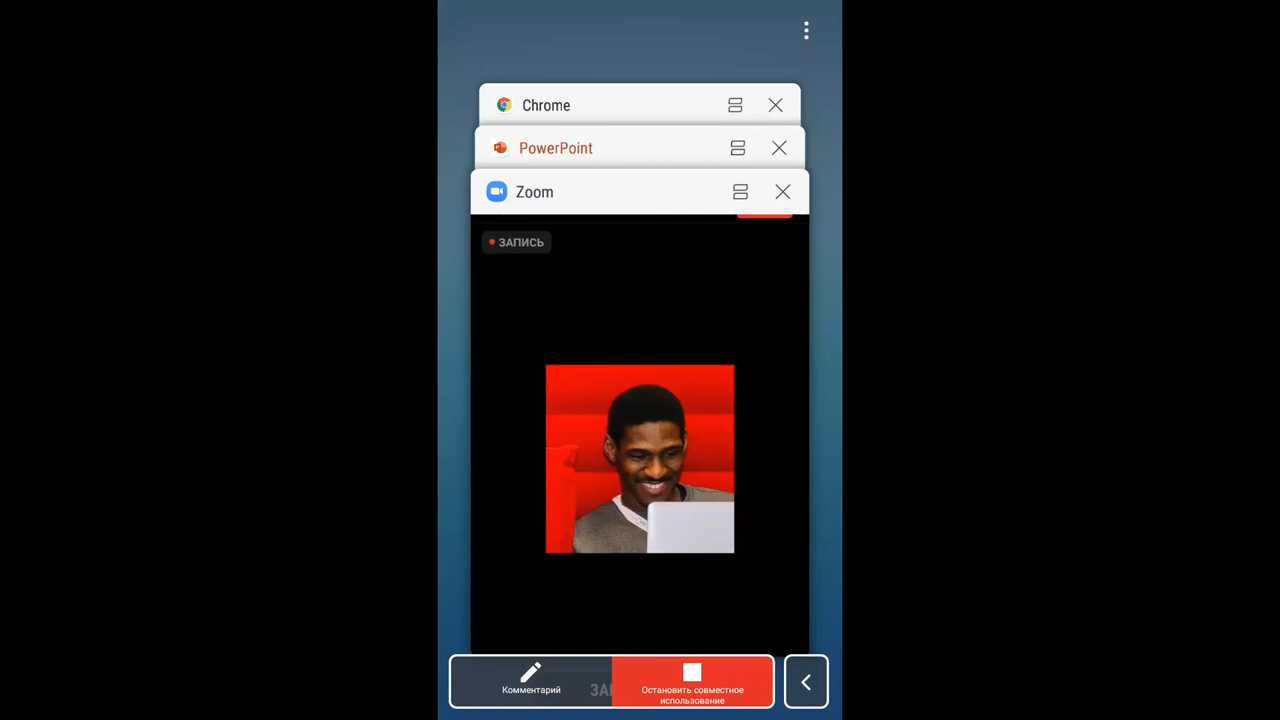 Chrome
PowerPoint
Zoom
ЗАПИСЬ
Комментарий
Остановить совместное
использование